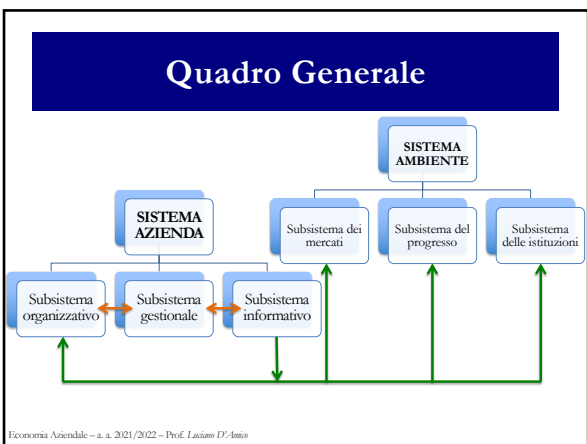 Quadro Generale
SISTEMA
AMBIENTE
SISTEMA
AZIENDA
Subsistema dei
mercati
Subsistema del
progresso
Subsistema
delle istituzioni
Subsistema
organizzativo
Subsistema
gestionale
Subsistema
informativo
Economia Aziendale – a. a. 2021/2022 – Prof. Luciano D'Amico